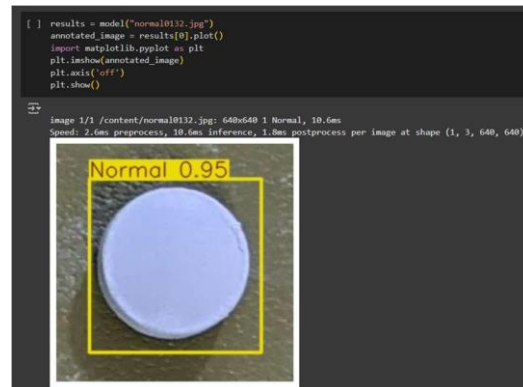 [ ] results = model("normal0132.jpg")
annotated_image = results[0].plot()
import matplotlib.pyplot as plt
plt.imshow(annotated_image)
plt.axis('off')
plt.show()
image 1/1 /content/normal0132.jpg: 640x640 1 Normal, 10.6ms
Speed: 2.6ms preprocess, 10.6ms inference, 1.8ms postprocess per image at shape (1, 3, 640, 640)
Normal 0.95